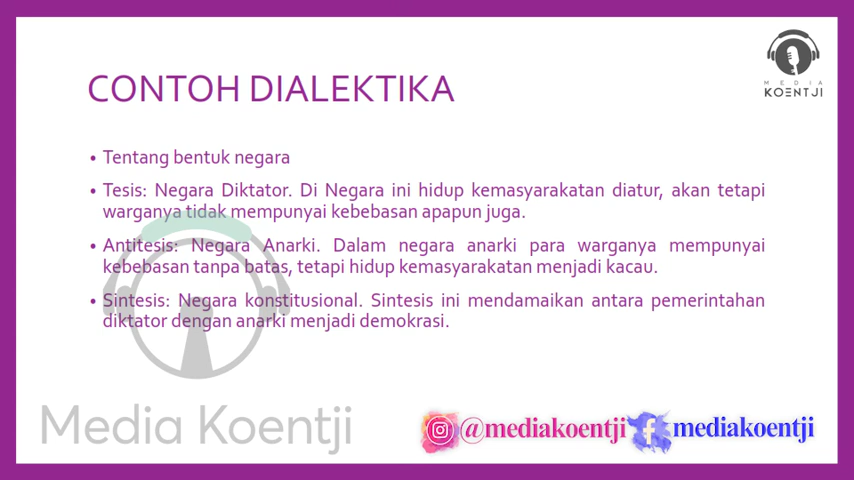 MEDIA
KOENTJI
CONTOH DIALEKTIKA
• Tentang bentuk negara
• Tesis: Negara Diktator. Di Negara ini hidup kemasyarakatan diatur, akan tetapi
warganya tidak mempunyai kebebasan apapun juga.
• Antitesis: Negara Anarki. Dalam negara anarki para warganya mempunyai
kebebasan tanpa batas, tetapi hidup kemasyarakatan menjadi kacau.
• Sintesis: Negara konstitusional. Sintesis ini mendamaikan antara pemerintahan
diktator dengan anarki menjadi demokrasi.
Media Koentji
@mediakoentji mediakoentji